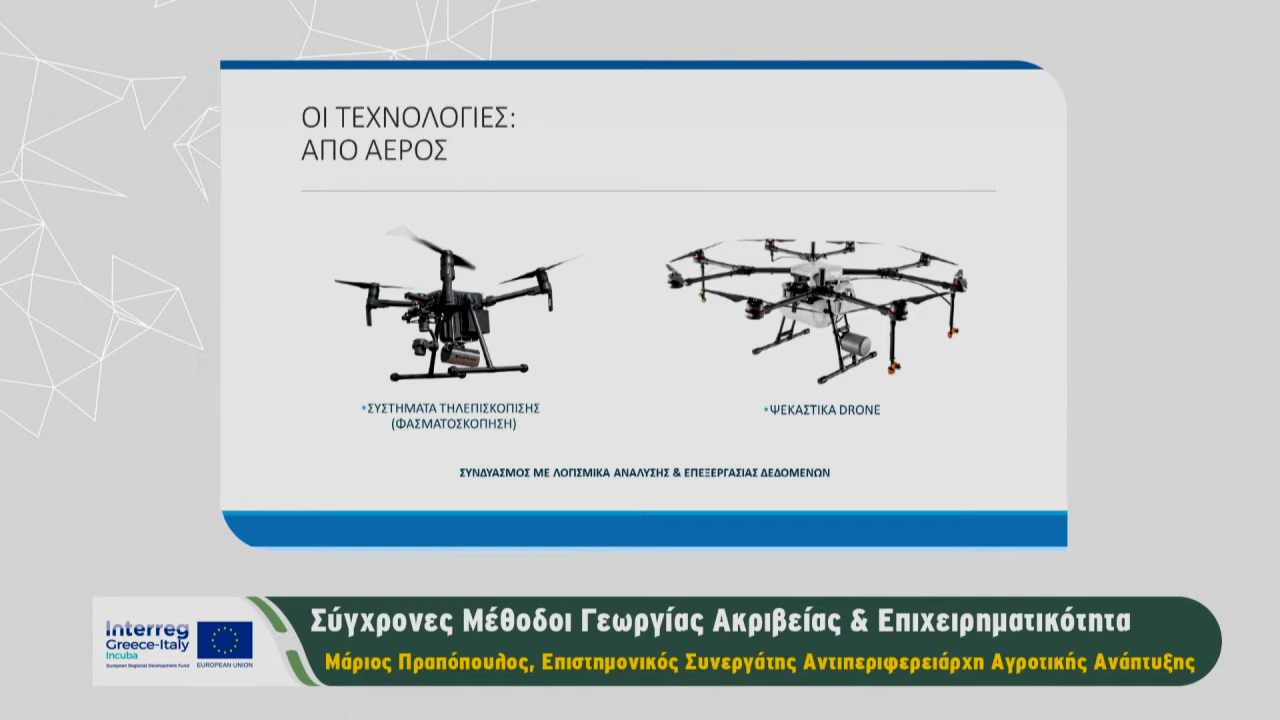 ΟΙ ΤΕΧΝΟΛΟΓΙΕΣ:
ΑΠΟ ΑΕΡΟΣ
•ΣΥΣΤΗΜΑΤΑ ΤΗΛΕΠΙΣΚΟΠΙΣΗΣ
(ΦΑΣΜΑΤΟΣΚΟΠΗΣΗ)
•ΨΕΚΑΣΤΙΚΑ DRONE
ΣΥΝΔΥΑΣΜΟΣ ΜΕ ΛΟΓΙΣΜΙΚΑ ΑΝΑΛΥΣΗΣ & ΕΠΕΞΕΡΓΑΣΙΑΣ ΔΕΔΟΜΕΝΩΝ
Σύγχρονες Μέθοδοι Γεωργίας Ακριβείας & Επιχειρηματικότητα
Μάριος Πραπόπουλος, Επιστημονικός Συνεργάτης Αντιπεριφερειάρχη Αγροτικής Ανάπτυξης
Interreg
Greece-Italy
Incuba
European Regional Development Fund
EUROPEAN UNION